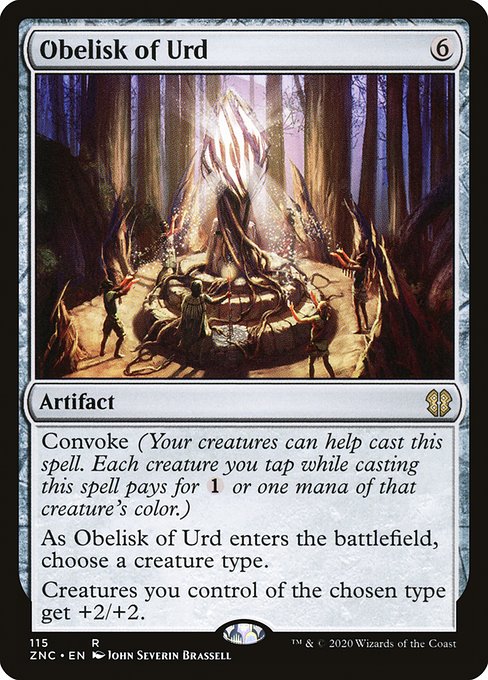 Obelisk of Urd 6
Artifact
Convoke (Your creatures can help cast this
spell. Each creature you tap while casting
this spell pays for 1 or one mana of that
creature's color.)
As Obelisk of Urd enters the battlefield,
choose a creature type.
Creatures you control of the chosen type
get +2/+2.
115 R
ZNC • EN John Severin Brassell
™ & © 2020 Wizards of the Coast